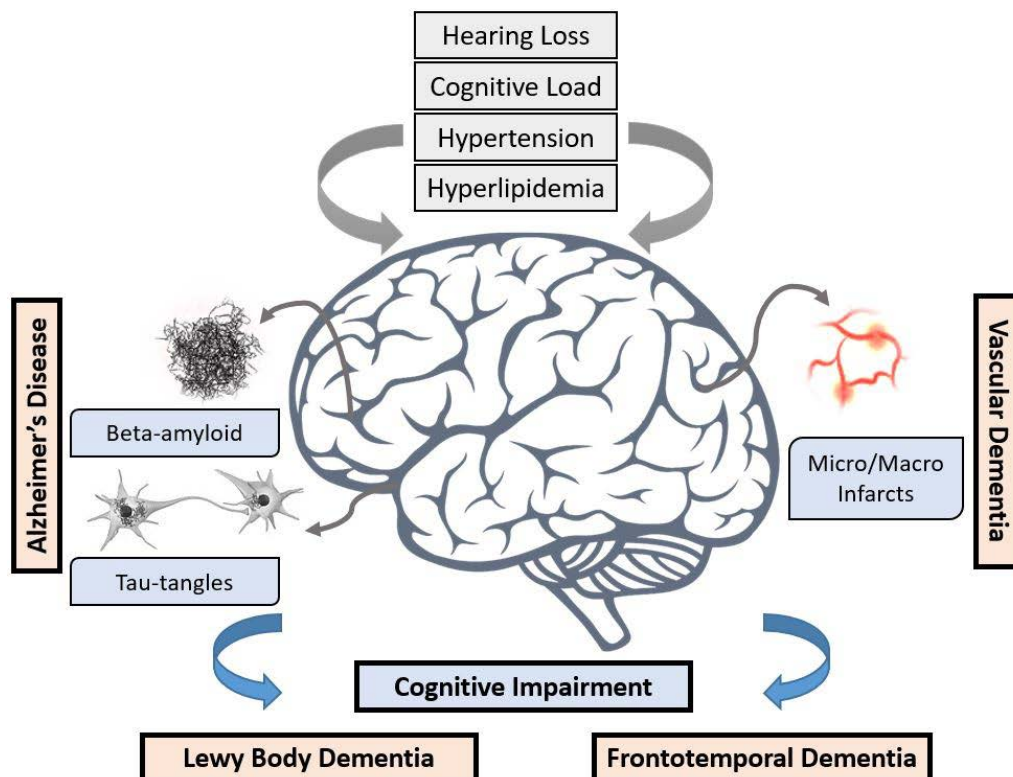 Hearing Loss
Cognitive Load
Hypertension
Hyperlipidemia
Alzheimer's Disease
Beta-amyloid
Tau-tangles
Micro/Macro
Infarcts
Vascular Dementia
Cognitive Impairment
Lewy Body Dementia
Frontotemporal Dementia